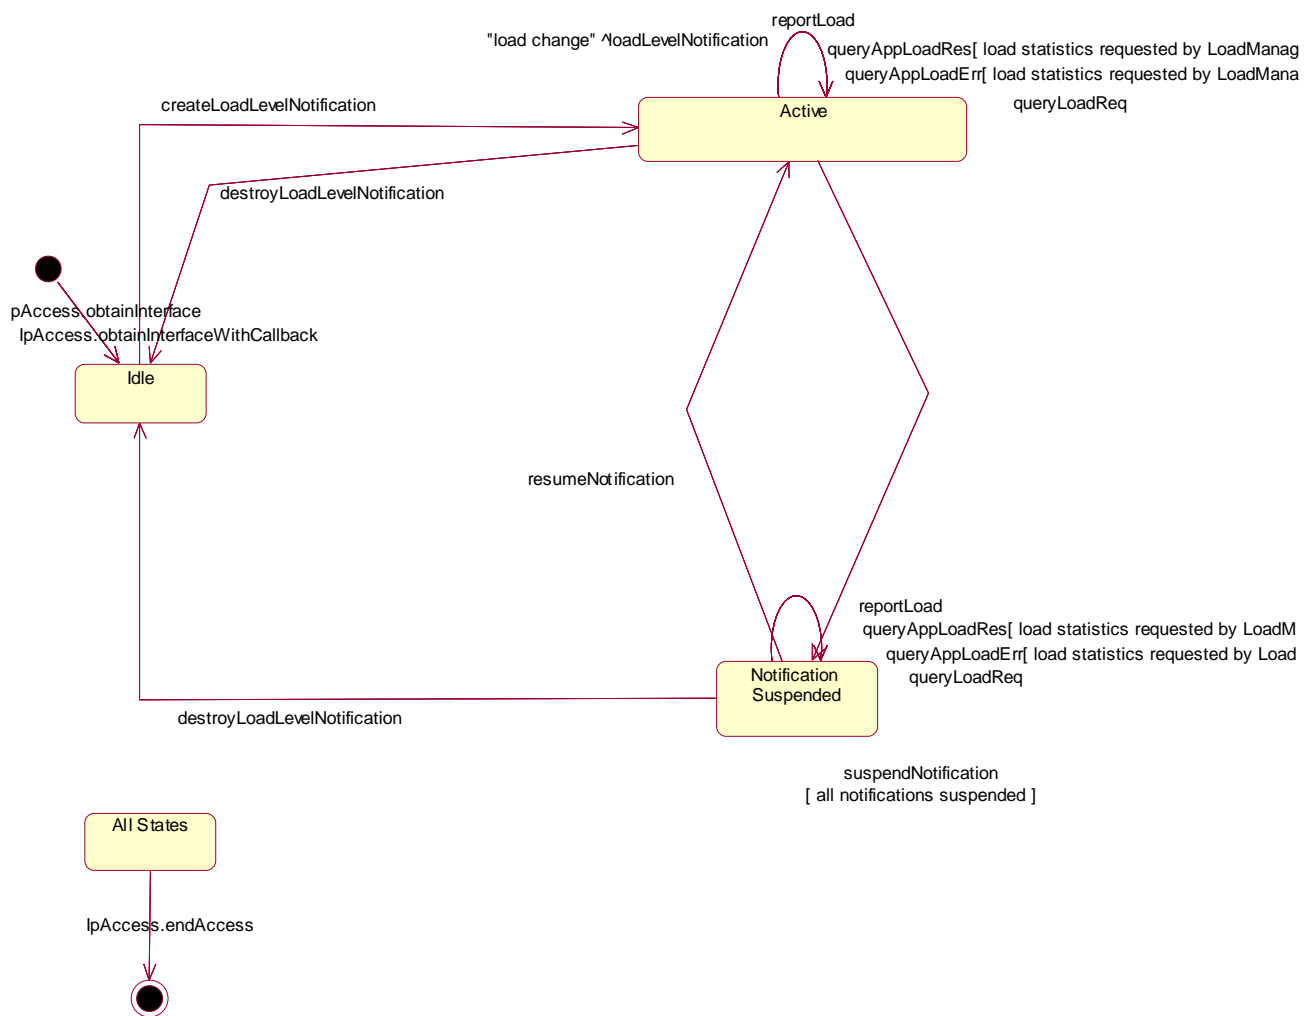 reportLoad
"load change" ^loadLevelNotification
queryAppLoadRes[ load statistics requested by LoadManag
queryAppLoadErr[ load statistics requested by LoadMana
queryLoadReq
createLoadLevelNotification
Active
destroyLoadLevelNotification
pAccess.obtainInterface
IpAccess.obtainInterfaceWithCallback
Idle
resumeNotification
reportLoad
queryAppLoadRes[ load statistics requested by LoadM
queryAppLoadErr[ load statistics requested by Load
queryLoadReq
Notification
Suspended
destroyLoadLevelNotification
suspendNotification
[ all notifications suspended ]
All States
IpAccess.endAccess